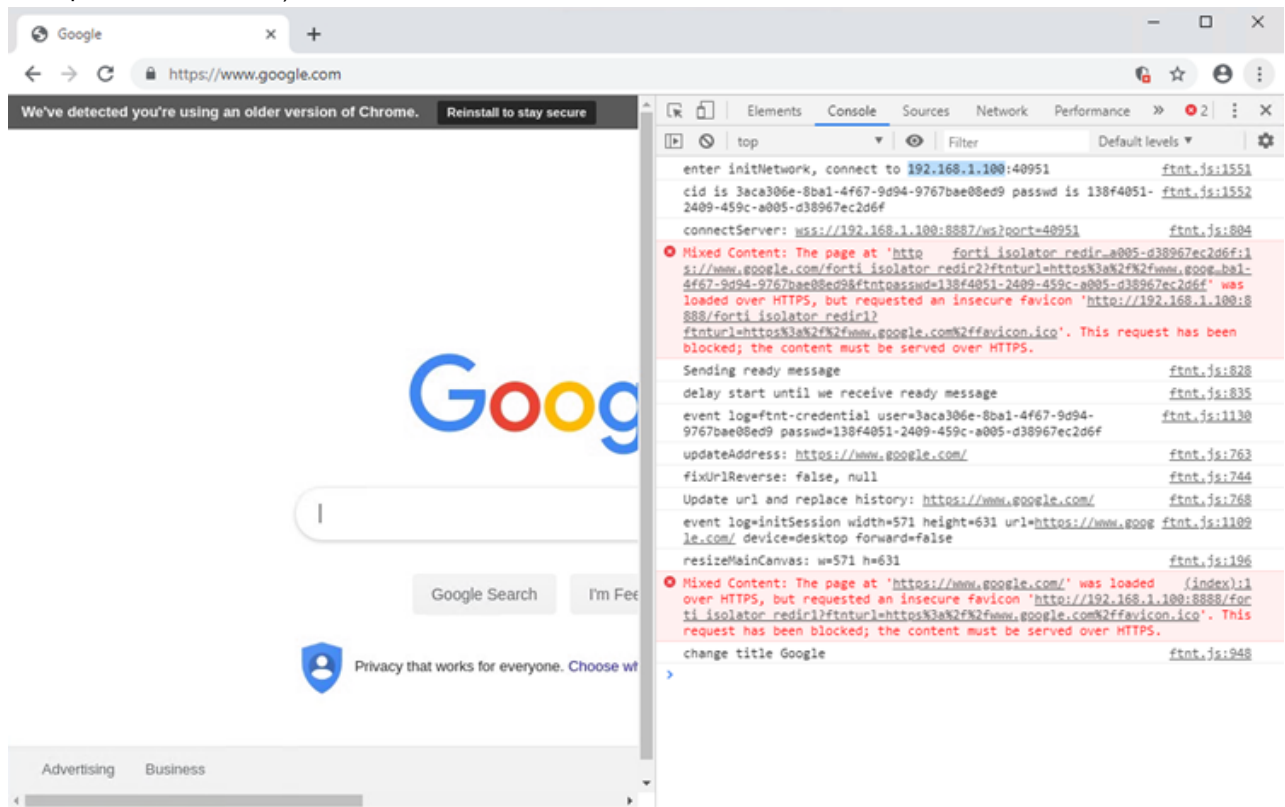 Google
https://www.google.com
We've detected you're using an older version of Chrome. Reinstall to stay secure
Goog
Google Search I'm Fee
Privacy that works for everyone. Choose wh
Advertising Business
Elements Console Sources Network Performance » 2
top Filter Default levels
enter initNetwork, connect to 192.168.1.100:40951 ftnt.js:1551
cid is 3aca306e-8ba1-4f67-9d94-9767bae08ed9 passwd is 138f4051- ftnt.js:1552
2409-459c-a005-d38967ec2d6f
connectServer: wss://192.168.1.100:8887/ws?port=40951 ftnt.js:804
Mixed Content: The page at 'http forti_isolator_redir…a005-d38967ec2d6f:1
s://www.google.com/forti_isolator_redir2?ftnturl=https%3a%2f%2fwww.goog…ba1-
4f67-9d94-9767bae08ed9&ftntpasswd=138f4051-2409-459c-a005-d38967ec2d6f' was
loaded over HTTPS, but requested an insecure favicon 'http://192.168.1.100:8
888/forti_isolator_redir1?
ftnturl=https%3a%2f%2fwww.google.com%2ffavicon.ico'. This request has been
blocked; the content must be served over HTTPS.
Sending ready message ftnt.js:828
delay start until we receive ready message ftnt.js:835
event log=ftnt-credential user=3aca306e-8ba1-4f67-9d94- ftnt.js:1130
9767bae08ed9 passwd=138f4051-2409-459c-a005-d38967ec2d6f
updateAddress: https://www.google.com/ ftnt.js:763
fixUrlReverse: false, null ftnt.js:744
Update url and replace history: https://www.google.com/ ftnt.js:768
event log=initSession width=571 height=631 url=https://www.goog ftnt.js:1109
le.com/ device=desktop forward=false
resizeMainCanvas: w=571 h=631 ftnt.js:196
Mixed Content: The page at 'https://www.google.com/' was loaded (index):1
over HTTPS, but requested an insecure favicon 'http://192.168.1.100:8888/for
ti_isolator_redir1?ftnturl=https%3a%2f%2fwww.google.com%2ffavicon.ico'. This
request has been blocked; the content must be served over HTTPS.
change title Google ftnt.js:948